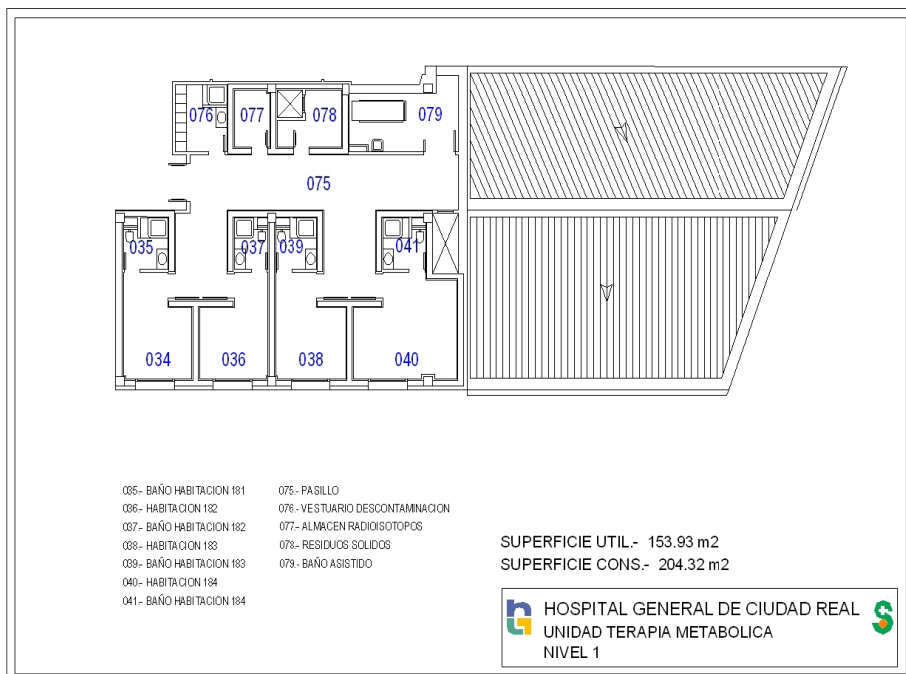 076
077
078
079
075
035
037
039
041
034
036
038
040
035.- BAÑO HABITACION 181
036.- HABITACION 182
037.- BAÑO HABITACION 182
038.- HABITACION 183
039.- BAÑO HABITACION 183
040.- HABITACION 184
041.- BAÑO HABITACION 184
075.- PASILLO
076.- VESTUARIO DESCONTAMINACION
077.- ALMACEN RADIOISOTOPOS
078.- RESIDUOS SOLIDOS
079.- BAÑO ASISTIDO
SUPERFICIE UTIL.- 153.93 m2
SUPERFICIE CONS.- 204.32 m2
HOSPITAL GENERAL DE CIUDAD REAL
UNIDAD TERAPIA METABOLICA
NIVEL 1